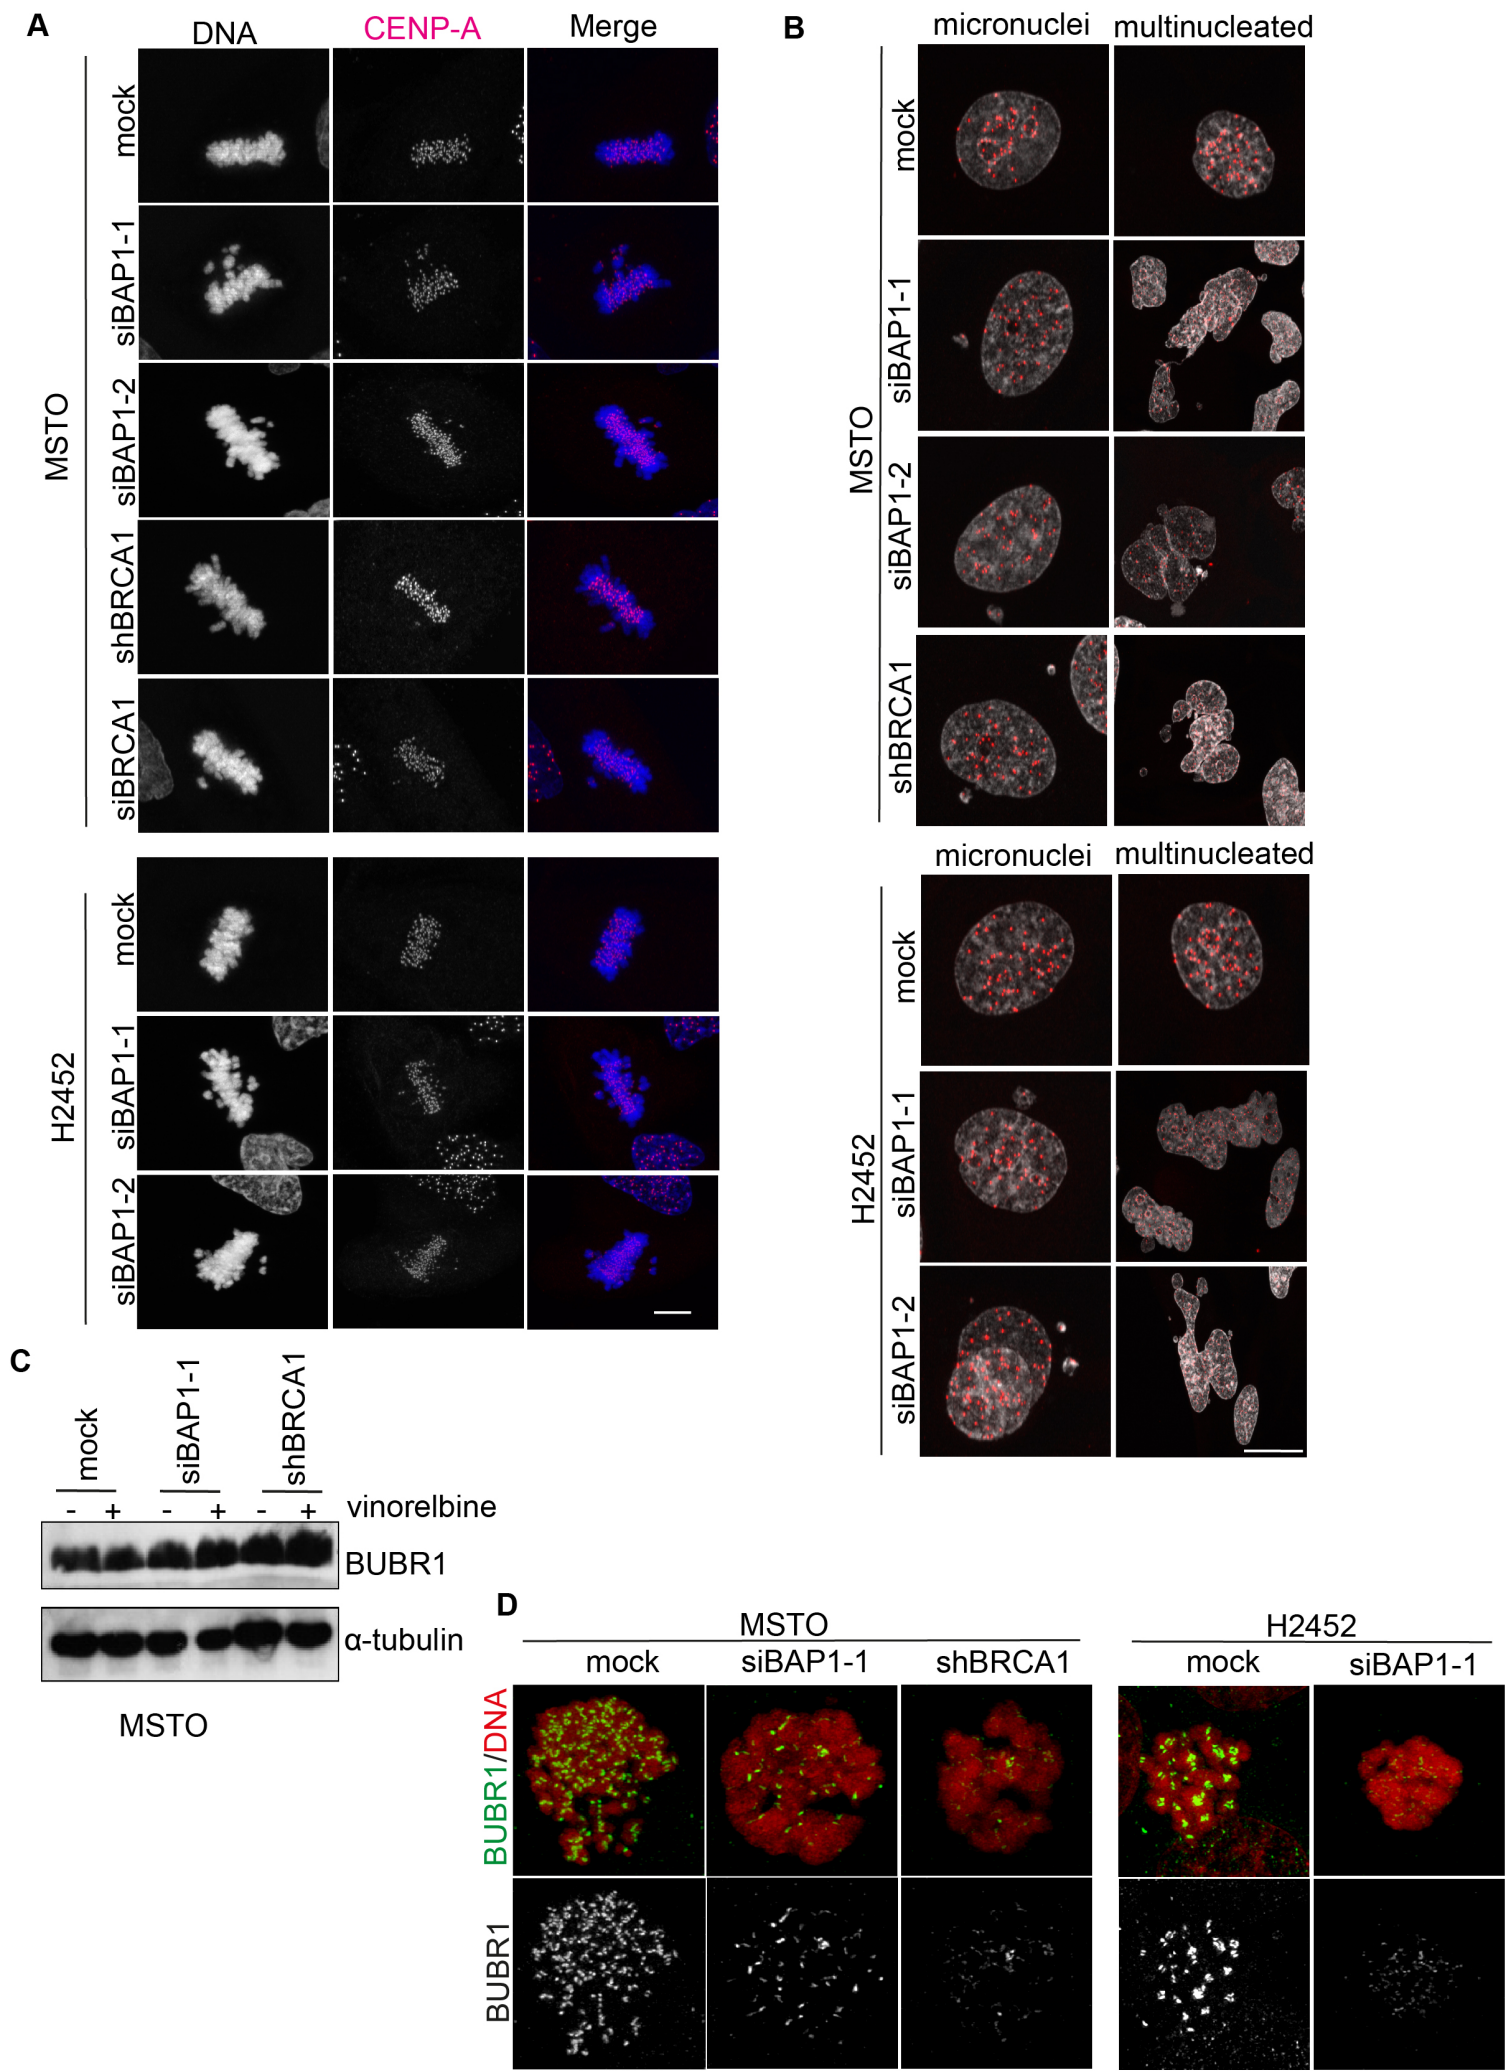 A
DNA CENP-A Merge
MSTO
mock
siBAP1-1
siBAP1-2
shBRCA1
siBRCA1
H2452
mock
siBAP1-1
siBAP1-2
B
micronuclei multinucleated
MSTO
mock
siBAP1-1
siBAP1-2
shBRCA1
micronuclei multinucleated
H2452
mock
siBAP1-1
siBAP1-2
C
mock siBAP1-1 shBRCA1
- + - + - + vinorelbine
BUBR1
α-tubulin
MSTO
D
MSTO H2452
mock siBAP1-1 shBRCA1 mock siBAP1-1
BUBR1/DNA
BUBR1